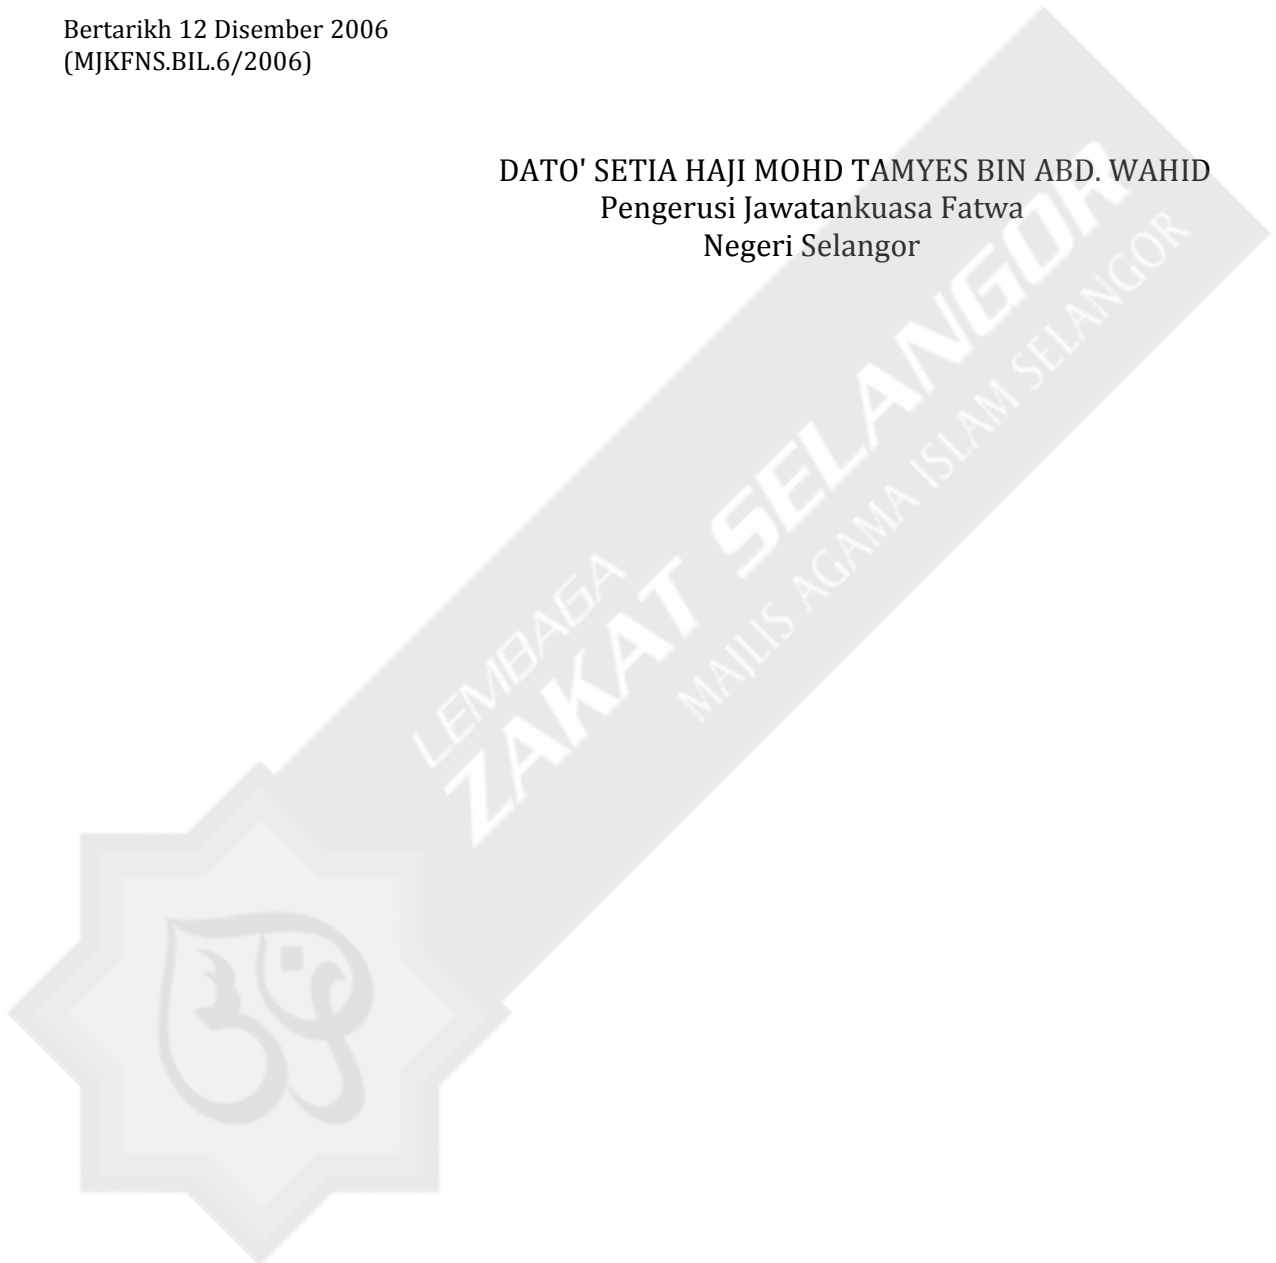 Bertarikh 12 Disember 2006
(MJKFNS.BIL.6/2006)
DATO' SETIA HAJI MOHD TAMYES BIN ABD. WAHID
Pengerusi Jawatankuasa Fatwa
Negeri Selangor
LEMBAGA
ZAKAT SELANGOR
MAJLIS AGAMA ISLAM SELANGOR